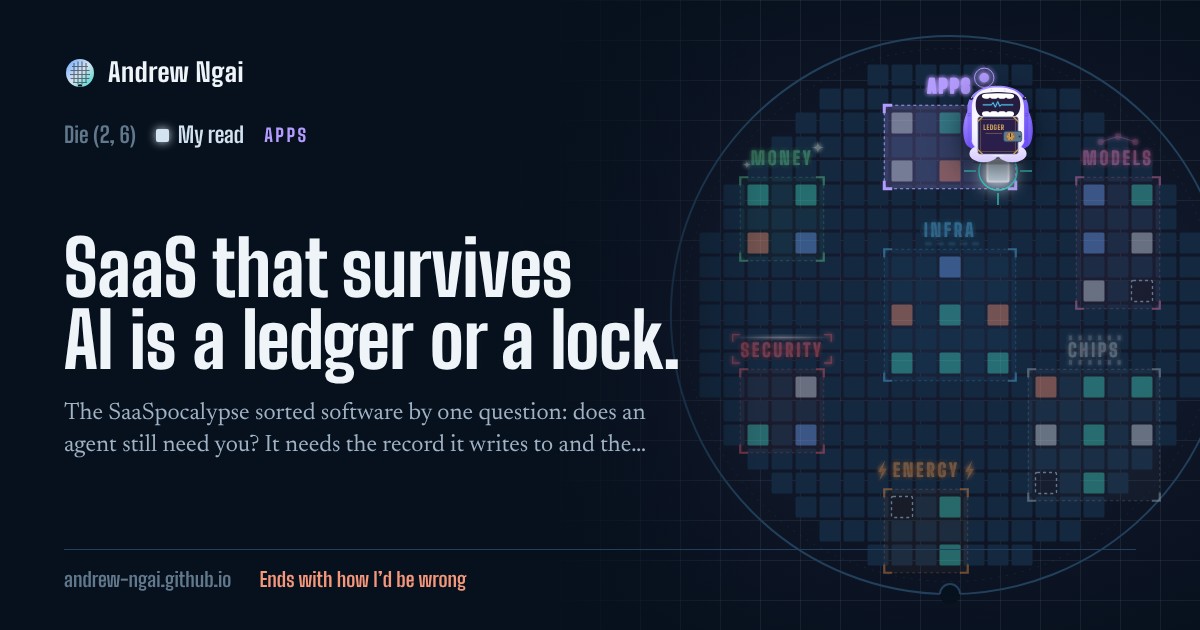 Andrew Ngai
Die (2, 6) My read APPS
SaaS that survives
AI is a ledger or a lock.
The SaaSpocalypse sorted software by one question: does an
agent still need you? It needs the record it writes to and the...
andrew-ngai.github.io Ends with how I'd be wrong
APPS
LEDGER
MONEY
MODELS
INFRA
SECURITY
CHIPS
ENERGY